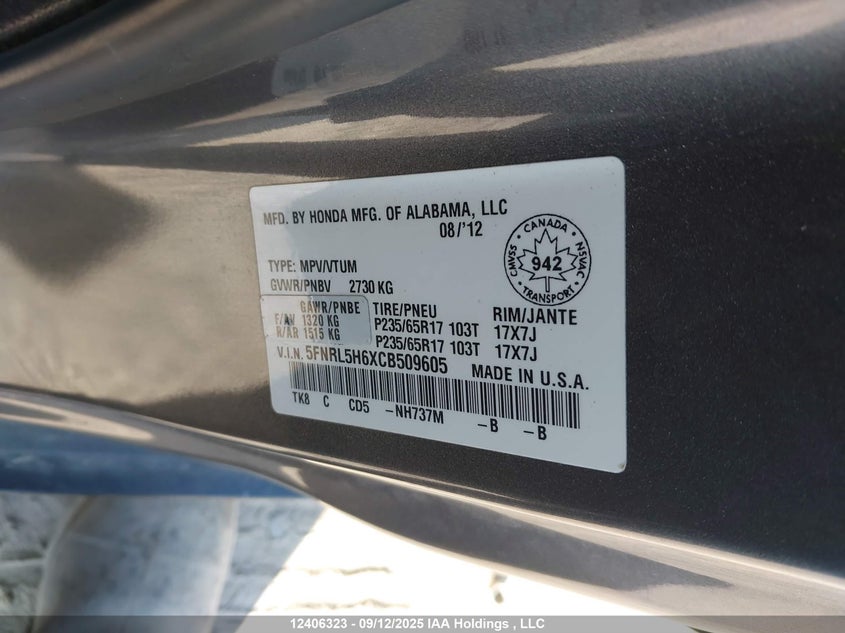 MFD. BY HONDA MFG. OF ALABAMA, LLC
08/'12
CMVSS · CANADA · NSVAC
942
TRANSPORT
TYPE: MPV/VTUM
GVWR/PNBV 2730 KG
GAWR/PNBE TIRE/PNEU RIM/JANTE
F/AV 1320 KG P235/65R17 103T 17X7J
R/AR 1515 KG P235/65R17 103T 17X7J
V.I.N. 5FNRL5H6XCB509605 MADE IN U.S.A.
TK8 C CD5 –NH737M –B –B
12406323 - 09/12/2025 IAA Holdings , LLC